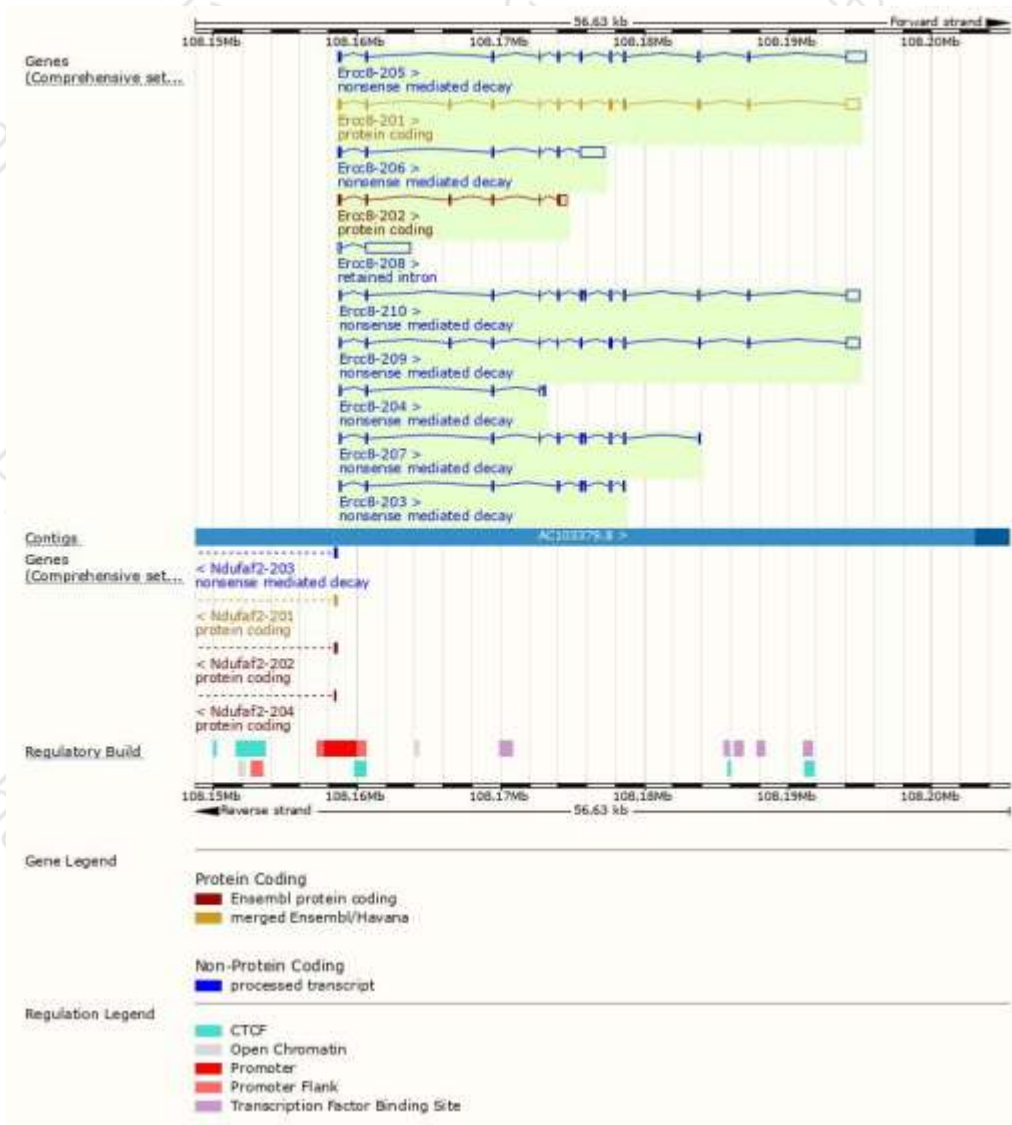 56.63 kb Forward strand
108.15Mb 108.16Mb 108.17Mb 108.18Mb 108.19Mb 108.20Mb
Genes
(Comprehensive set...
Ercc8-205 >
nonsense mediated decay
Ercc8-201 >
protein coding
Ercc8-206 >
nonsense mediated decay
Ercc8-202 >
protein coding
Ercc8-208 >
retained intron
Ercc8-210 >
nonsense mediated decay
Ercc8-209 >
nonsense mediated decay
Ercc8-204 >
nonsense mediated decay
Ercc8-207 >
nonsense mediated decay
Ercc8-203 >
nonsense mediated decay
Contigs
AC103379.8 >
Genes
(Comprehensive set...
< Ndufaf2-203
nonsense mediated decay
< Ndufaf2-201
protein coding
< Ndufaf2-202
protein coding
< Ndufaf2-204
protein coding
Regulatory Build
108.15Mb 108.16Mb 108.17Mb 108.18Mb 108.19Mb 108.20Mb
Reverse strand 56.63 kb
Gene Legend
Protein Coding
Ensembl protein coding
merged Ensembl/Havana
Non-Protein Coding
processed transcript
Regulation Legend
CTCF
Open Chromatin
Promoter
Promoter Flank
Transcription Factor Binding Site